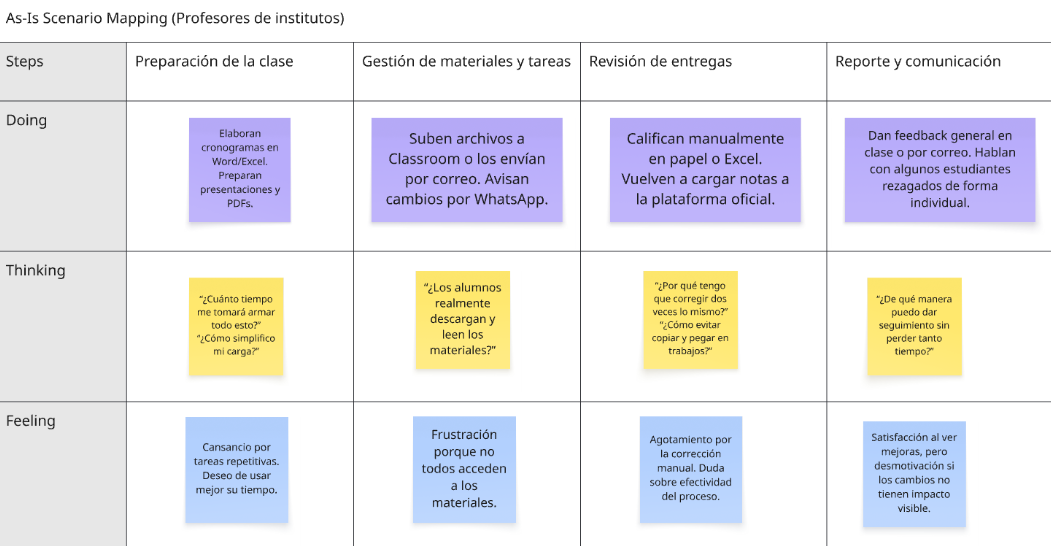 As-Is Scenario Mapping (Profesores de institutos)
Steps
Preparación de la clase
Gestión de materiales y tareas
Revisión de entregas
Reporte y comunicación
Doing
Elaboran
cronogramas en
Word/Excel.
Preparan
presentaciones y
PDFs.
Suben archivos a
Classroom o los envían
por correo. Avisan
cambios por WhatsApp.
Califican manualmente
en papel o Excel.
Vuelven a cargar notas a
la plataforma oficial.
Dan feedback general en
clase o por correo. Hablan
con algunos estudiantes
rezagados de forma
individual.
Thinking
“¿Cuánto tiempo
me tomará armar
todo esto?”
“¿Cómo simplifico
mi carga?”
“¿Los alumnos
realmente
descargan y
leen los
materiales?”
“¿Por qué tengo
que corregir dos
veces lo mismo?”
“¿Cómo evitar
copiar y pegar en
trabajos?”
“¿De qué manera
puedo dar
seguimiento sin
perder tanto
tiempo?”
Feeling
Cansancio por
tareas repetitivas.
Deseo de usar
mejor su tiempo.
Frustración
porque no
todos acceden
a los
materiales.
Agotamiento por
la corrección
manual. Duda
sobre efectividad
del proceso.
Satisfacción al ver
mejoras, pero
desmotivación si
los cambios no
tienen impacto
visible.